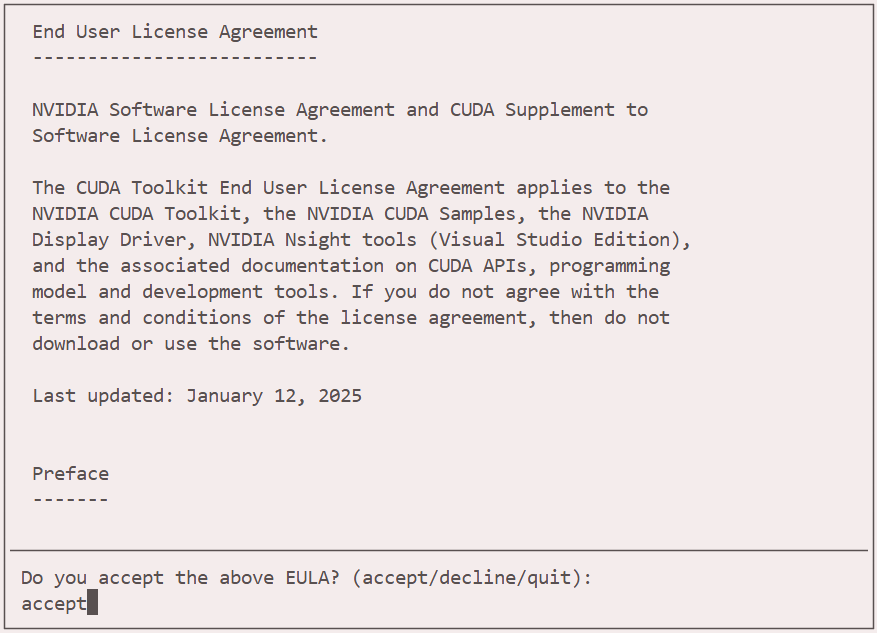 End User License Agreement
--------------------------
NVIDIA Software License Agreement and CUDA Supplement to
Software License Agreement.
The CUDA Toolkit End User License Agreement applies to the
NVIDIA CUDA Toolkit, the NVIDIA CUDA Samples, the NVIDIA
Display Driver, NVIDIA Nsight tools (Visual Studio Edition),
and the associated documentation on CUDA APIs, programming
model and development tools. If you do not agree with the
terms and conditions of the license agreement, then do not
download or use the software.
Last updated: January 12, 2025
Preface
-------
Do you accept the above EULA? (accept/decline/quit):
accept